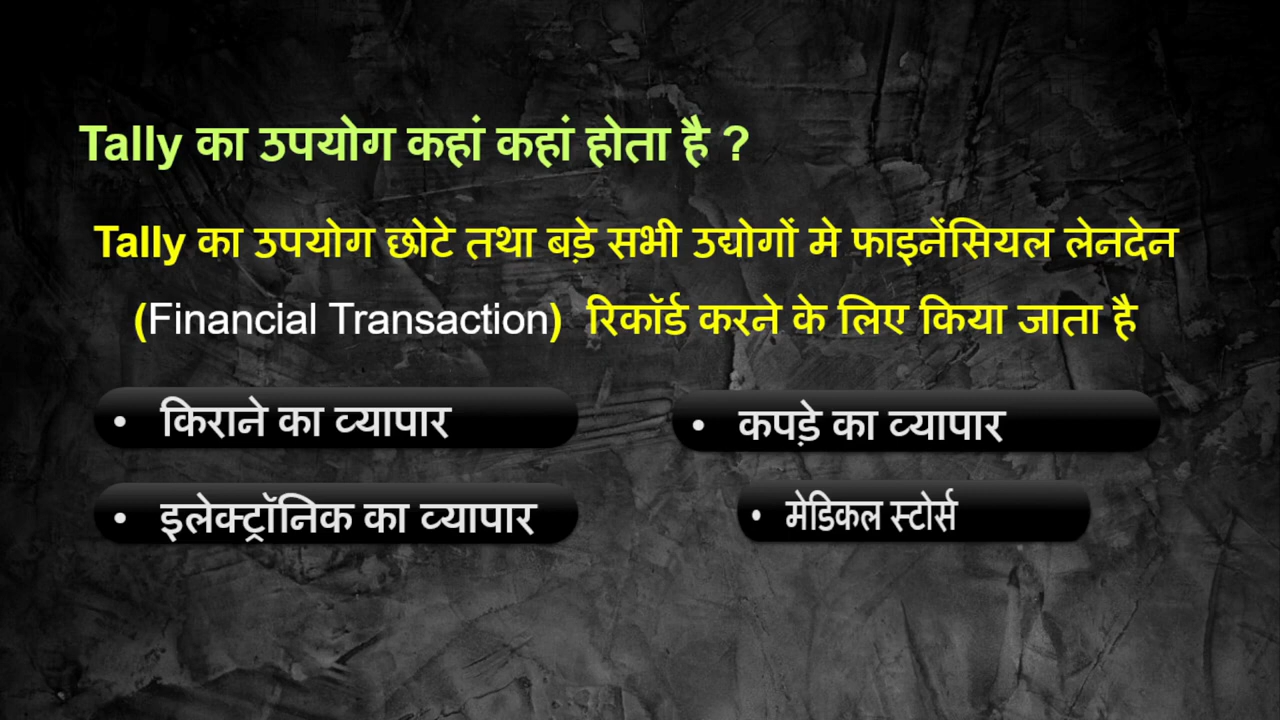 Tally का उपयोग कहां कहां होता है ?
Tally का उपयोग छोटे तथा बड़े सभी उद्योगों मे फाइनेंसियल लेनदेन
(Financial Transaction) रिकॉर्ड करने के लिए किया जाता है
• किराने का व्यापार
• कपड़े का व्यापार
• इलेक्ट्रॉनिक का व्यापार
• मेडिकल स्टोर्स